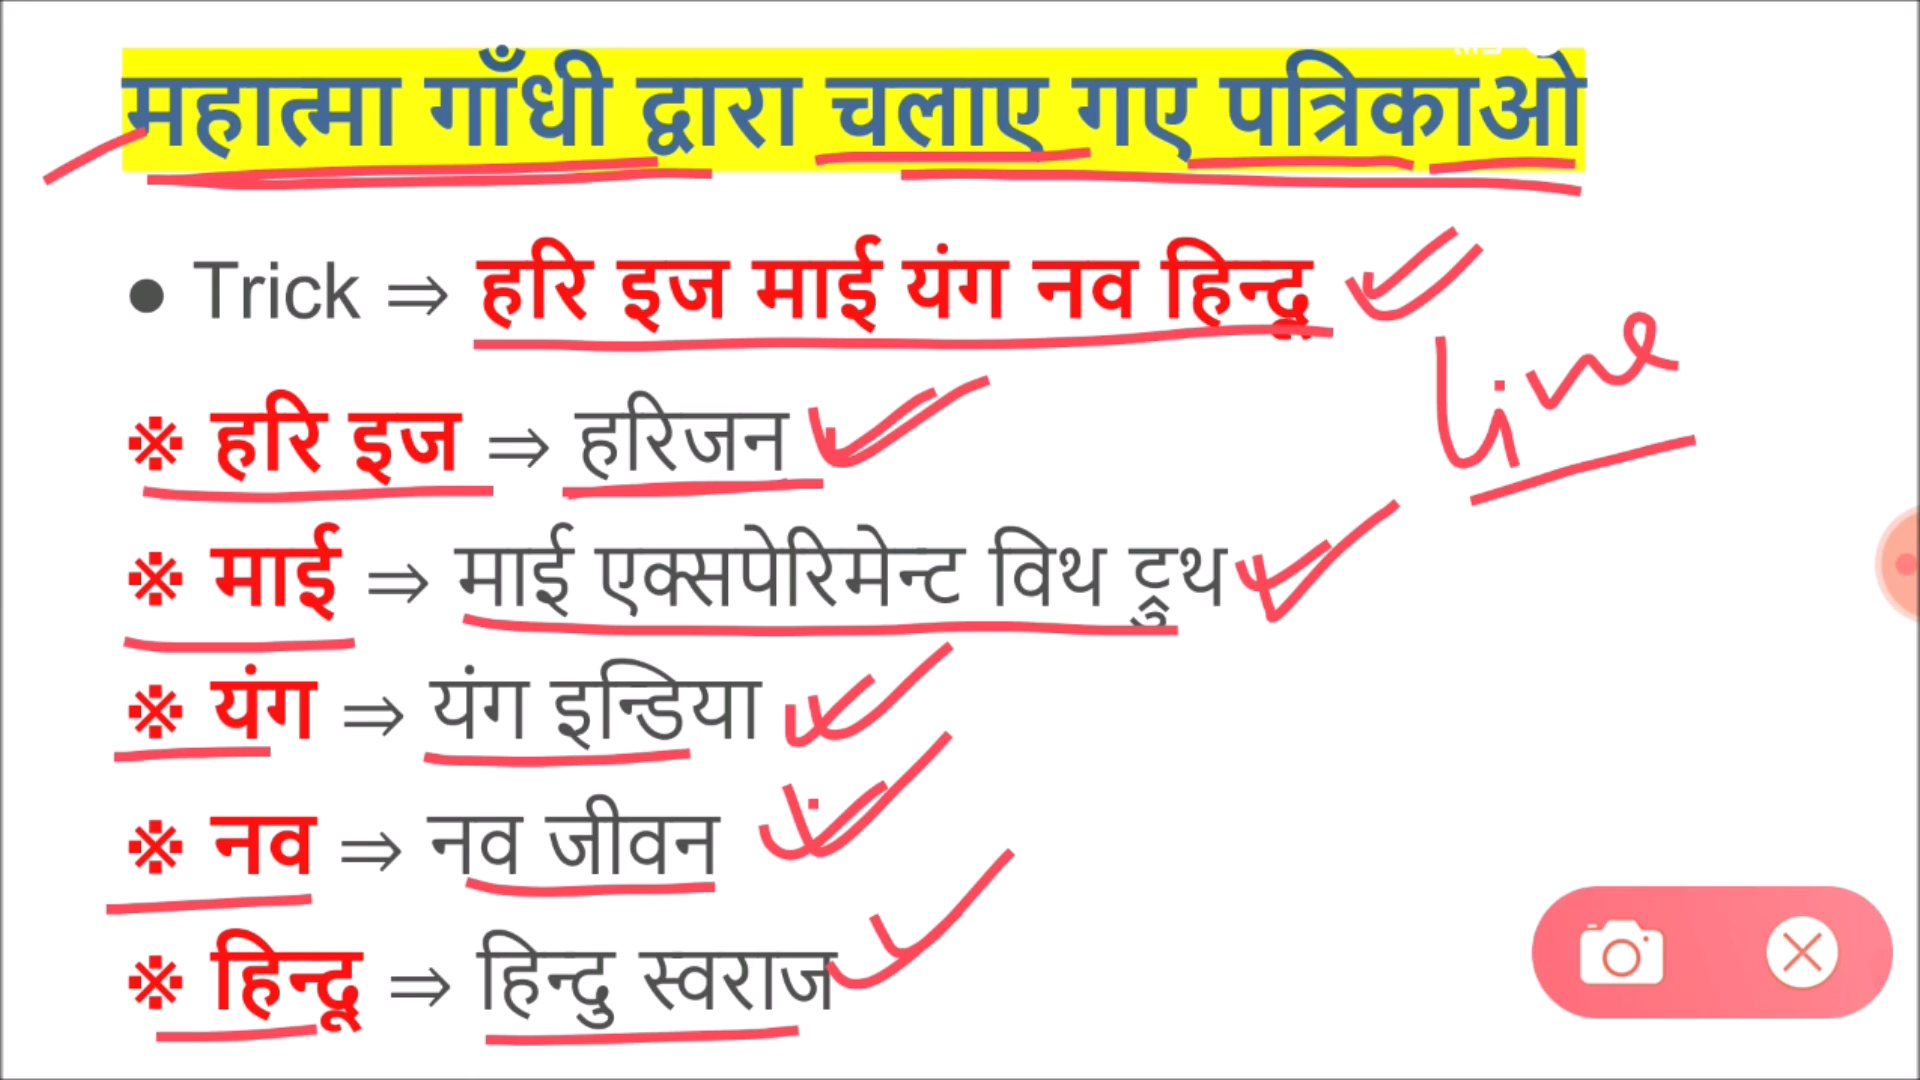 महात्मा गाँधी द्वारा चलाए गए पत्रिकाओ
● Trick ⇒ हरि इज माई यंग नव हिन्दू
line
※ हरि इज ⇒ हरिजन
※ माई ⇒ माई एक्सपेरिमेन्ट विथ ट्रुथ
※ यंग ⇒ यंग इन्डिया
※ नव ⇒ नव जीवन
※ हिन्दू ⇒ हिन्दु स्वराज